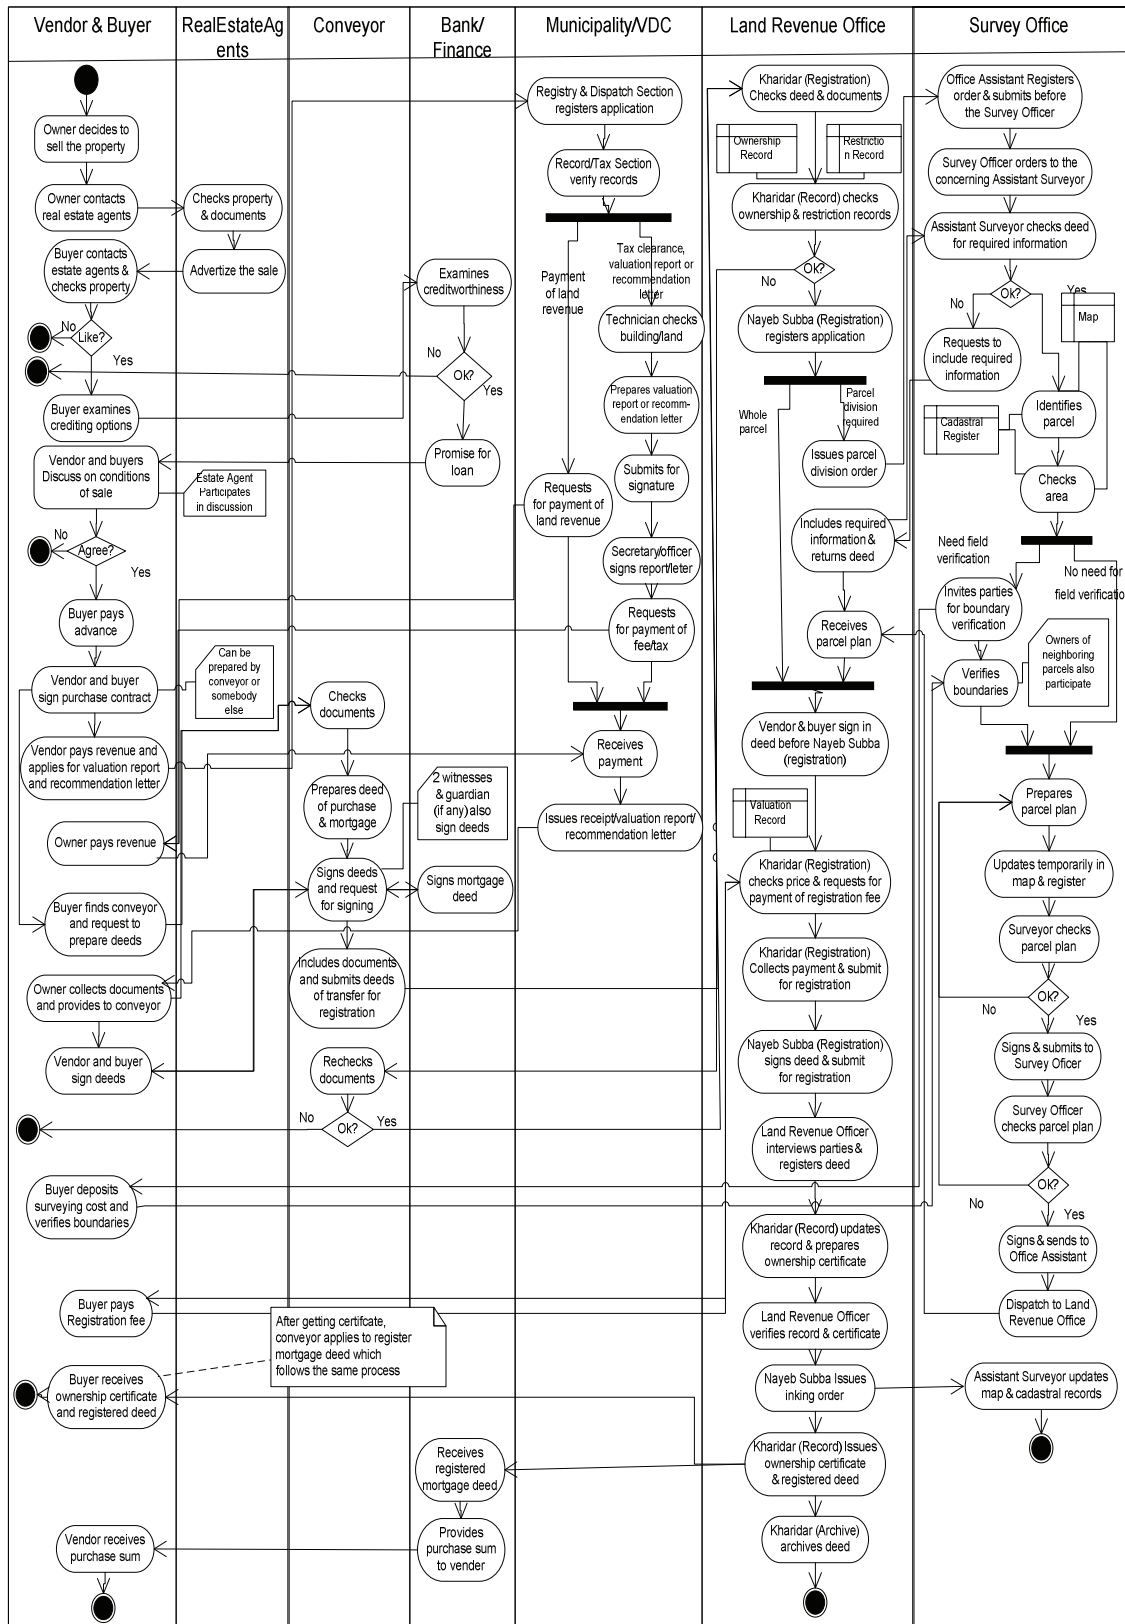 Vendor & Buyer
RealEstateAg
ents
Conveyor
Bank/
Finance
Municipality/VDC
Land Revenue Office
Survey Office
Owner decides to
sell the property
Owner contacts
real estate agents
Buyer contacts
estate agents &
checks property
No
Like?
Yes
Buyer examines
crediting options
Vendor and buyers
Discuss on conditions
of sale
No
Agree?
Yes
Buyer pays
advance
Vendor and buyer
sign purchase contract
Vendor pays revenue and
applies for valuation report
and recommendation letter
Owner pays revenue
Buyer finds conveyor
and request to
prepare deeds
Owner collects documents
and provides to conveyor
Vendor and buyer
sign deeds
Buyer deposits
surveying cost and
verifies boundaries
Buyer pays
Registration fee
Buyer receives
ownership certificate
and registered deed
Vendor receives
purchase sum
Checks property
& documents
Advertize the sale
Estate Agent
Participates
in discussion
Can be
prepared by
conveyor or
somebody
else
Checks
documents
Prepares deed
of purchase
& mortgage
Signs deeds
and request
for signing
Includes documents
and submits deeds
of transfer for
registration
Rechecks
documents
No
Ok?
Yes
After getting certifcate,
conveyor applies to register
mortgage deed which
follows the same process
Examines
creditworthiness
No
Ok?
Yes
Promise for
loan
2 witnesses
& guardian
(if any) also
sign deeds
Signs mortgage
deed
Receives
registered
mortgage deed
Provides
purchase sum
to vender
Registry & Dispatch Section
registers application
Record/Tax Section
verify records
Payment
of land
revenue
Tax clearance,
valuation report or
recommendation
letter
Technician checks
building/land
Prepares valuation
report or recomm-
endation letter
Submits for
signature
Requests
for payment of
land revenue
Secretary/officer
signs report/leter
Requests
for payment of
fee/tax
Receives
payment
Issues receipt/valuation report/
recommendation letter
Kharidar (Registration)
Checks deed & documents
Ownership
Record
Restrictio
n Record
Kharidar (Record) checks
ownership & restriction records
Ok?
No
Nayeb Subba (Registration)
registers application
Whole
parcel
Parcel
division
required
Issues parcel
division order
Includes required
information &
returns deed
Receives
parcel plan
Vendor & buyer sign in
deed before Nayeb Subba
(registration)
Valuation
Record
Kharidar (Registration)
checks price & requests for
payment of registration fee
Kharidar (Registration)
Collects payment & submit
for registration
Nayeb Subba (Registration)
signs deed & submit
for registration
Land Revenue Officer
interviews parties &
registers deed
Kharidar (Record) updates
record & prepares
ownership certificate
Land Revenue Officer
verifies record & certificate
Nayeb Subba Issues
inking order
Kharidar (Record) Issues
ownership certificate
& registered deed
Kharidar (Archive)
archives deed
Office Assistant Registers
order & submits before
the Survey Officer
Survey Officer orders to the
concerning Assistant Surveyor
Assistant Surveyor checks deed
for required information
No
Ok?
Yes
Map
Requests to
include required
information
Cadastral
Register
Identifies
parcel
Checks
area
Need field
verification
No need for
field verificatio
Invites parties
for boundary
verification
Verifies
boundaries
Owners of
neighboring
parcels also
participate
Prepares
parcel plan
Updates temporarily in
map & register
Surveyor checks
parcel plan
Ok?
No
Yes
Signs & submits to
Survey Oficer
Survey Officer
checks parcel plan
Ok?
No
Yes
Signs & sends to
Office Assistant
Dispatch to Land
Revenue Office
Assistant Surveyor updates
map & cadastral records